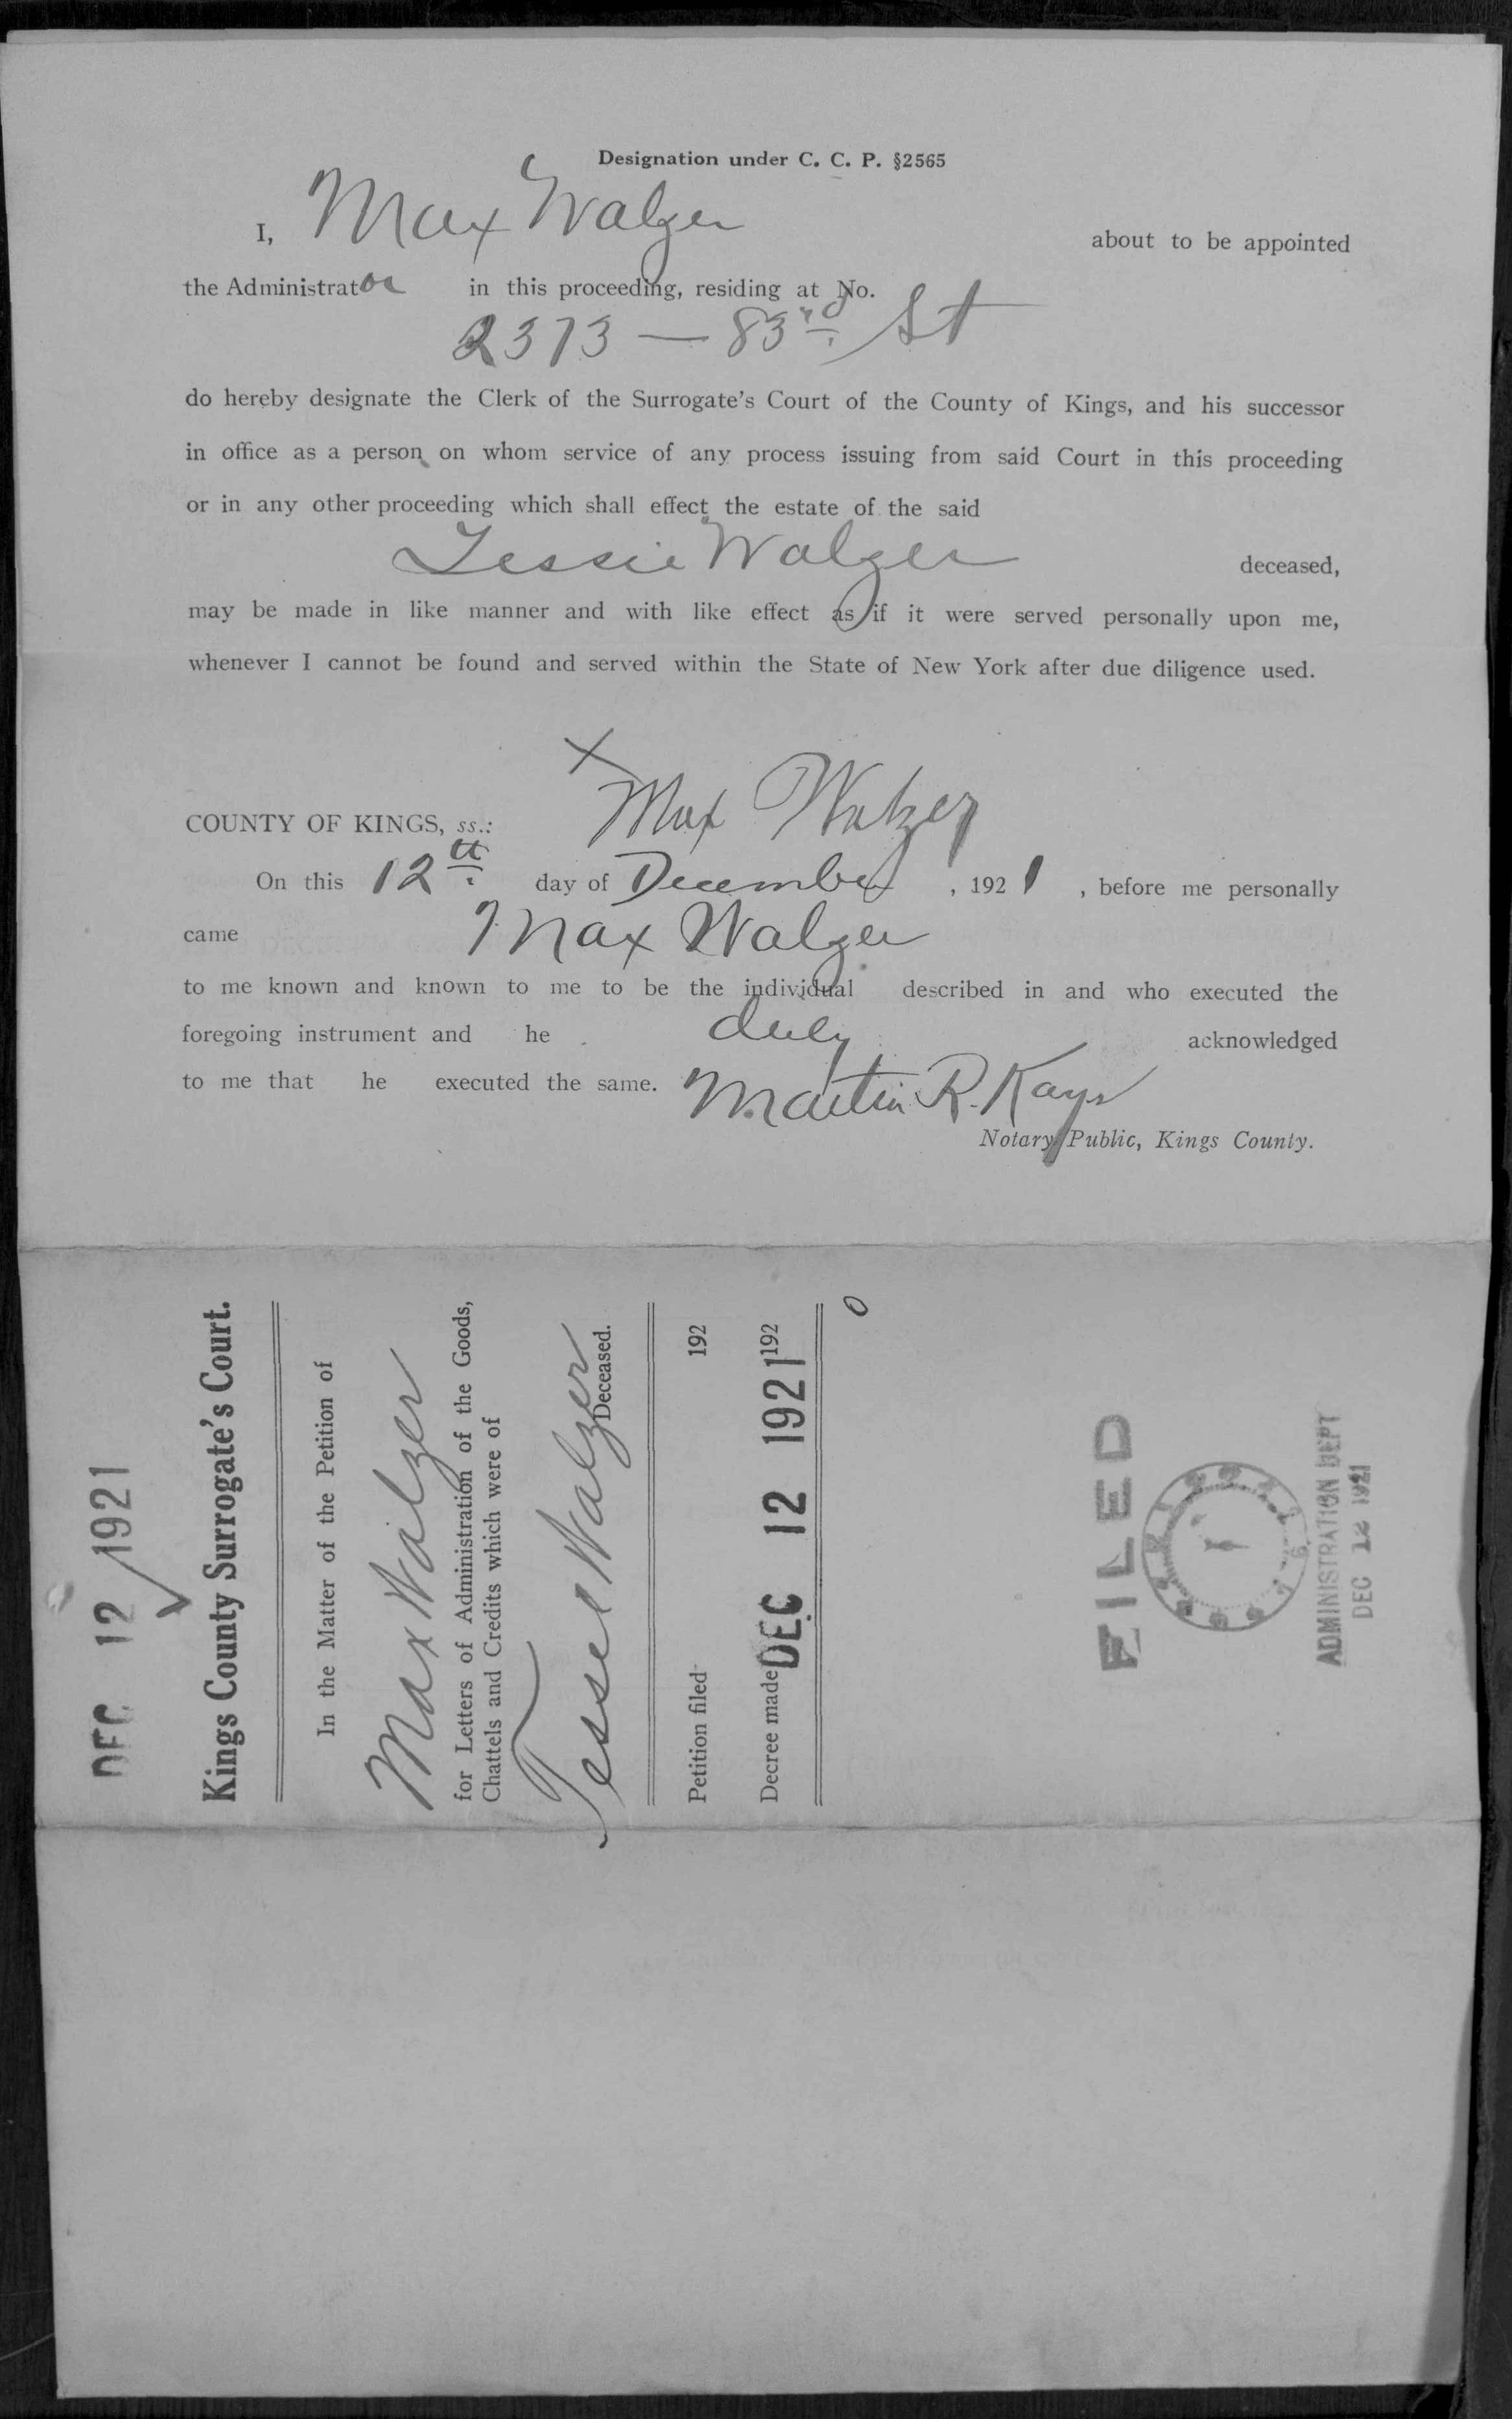 Designation under C. C. P. §2565
I, Max Walzer about to be appointed
the Administrator in this proceeding, residing at No.
2373 — 83rd St
do hereby designate the Clerk of the Surrogate's Court of the County of Kings, and his successor
in office as a person on whom service of any process issuing from said Court in this proceeding
or in any other proceeding which shall effect the estate of the said
Tessie Walzer deceased,
may be made in like manner and with like effect as if it were served personally upon me,
whenever I cannot be found and served within the State of New York after due diligence used.
X Max Walzer
COUNTY OF KINGS, ss.:
On this 12th day of December, 1921, before me personally
came Max Walzer
to me known and known to me to be the individual described in and who executed the
foregoing instrument and he duly acknowledged
to me that he executed the same. Martin R. Kays
Notary Public, Kings County.
DEC 12 1921
Kings County Surrogate's Court.
In the Matter of the Petition of
Max Walzer
for Letters of Administration of the Goods,
Chattels and Credits which were of
Tessie Walzer
Deceased.
Petition filed 192
Decree made DEC 12 1921 192
0
FILED
ADMINISTRATION DEPT
DEC 12 1921